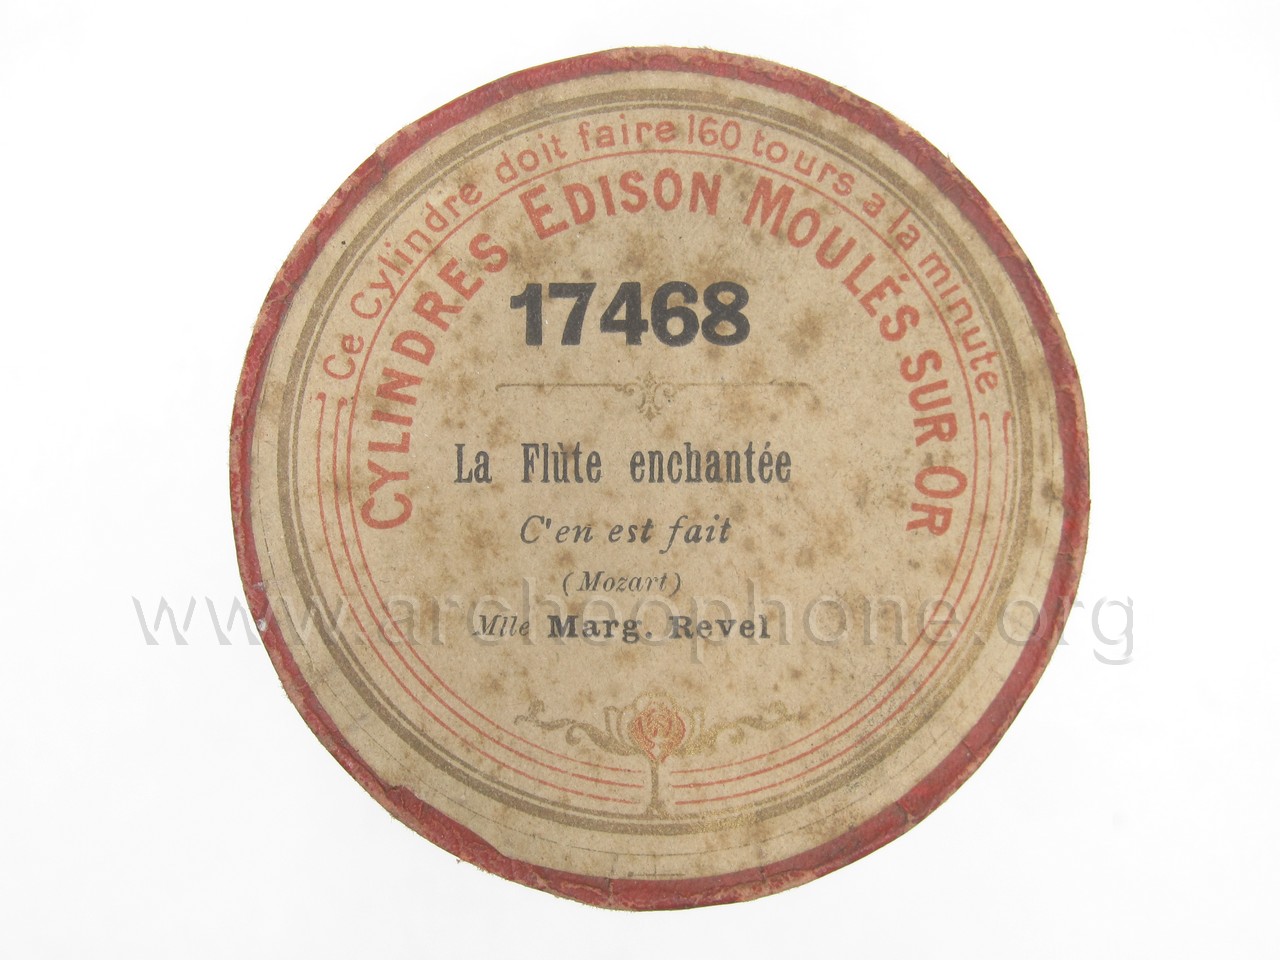 Ce Cylindre doit faire 160 tours à la minute
CYLINDRES EDISON MOULÉS SUR OR
17468
La Flùte enchantée
C'en est fait
(Mozart)
Mlle Marg. Revel
www.archeophone.org